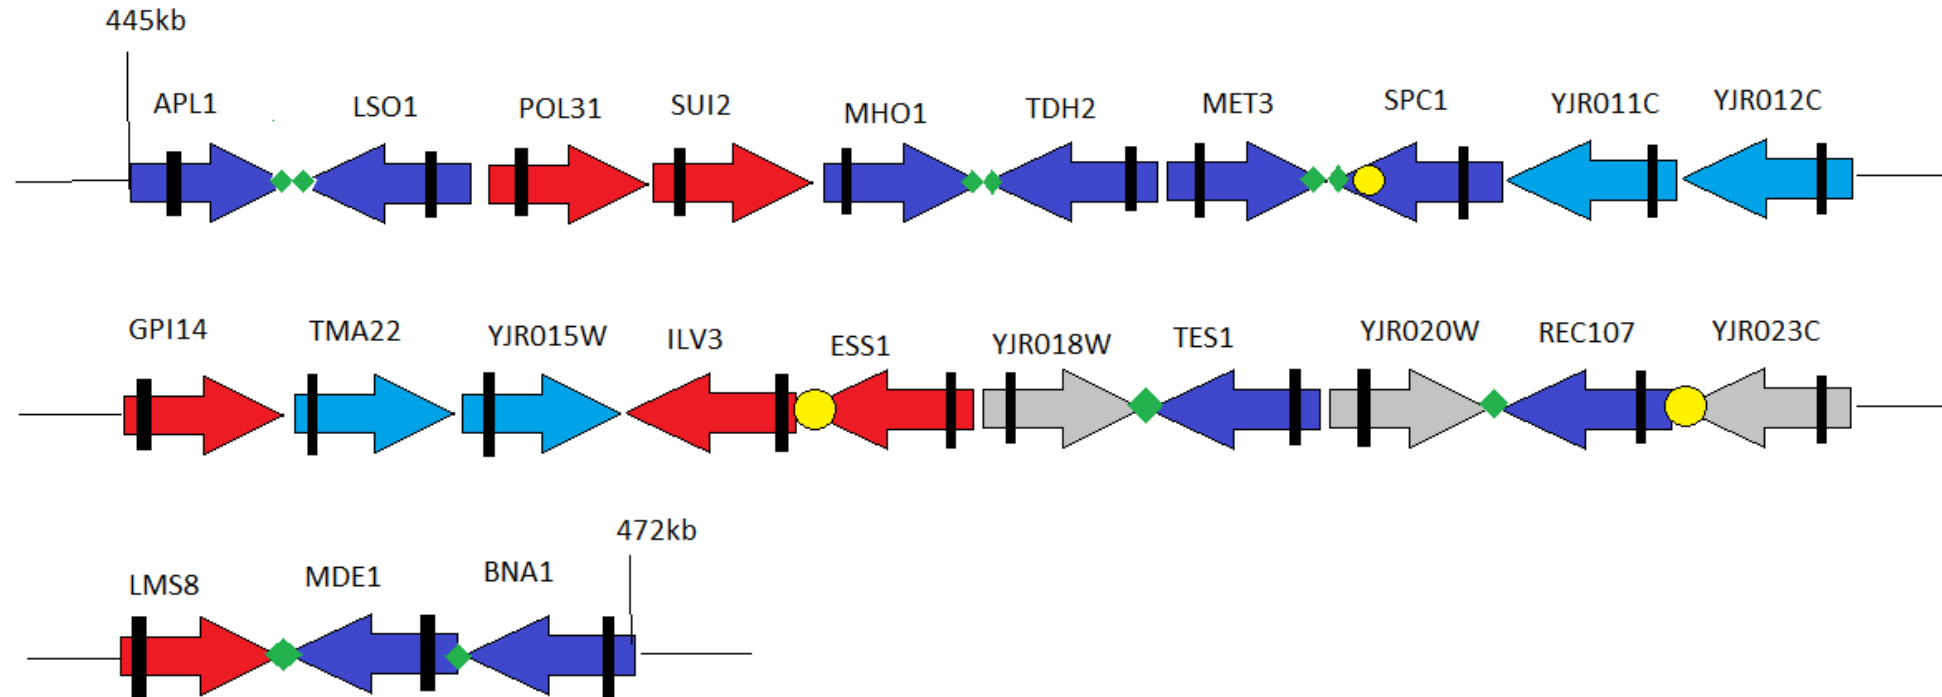 445kb
APL1 LSO1 POL31 SUI2 MHO1 TDH2 MET3 SPC1 YJR011C YJR012C
GPI14 TMA22 YJR015W ILV3 ESS1 YJR018W TES1 YJR020W REC107 YJR023C
472kb
LMS8 MDE1 BNA1